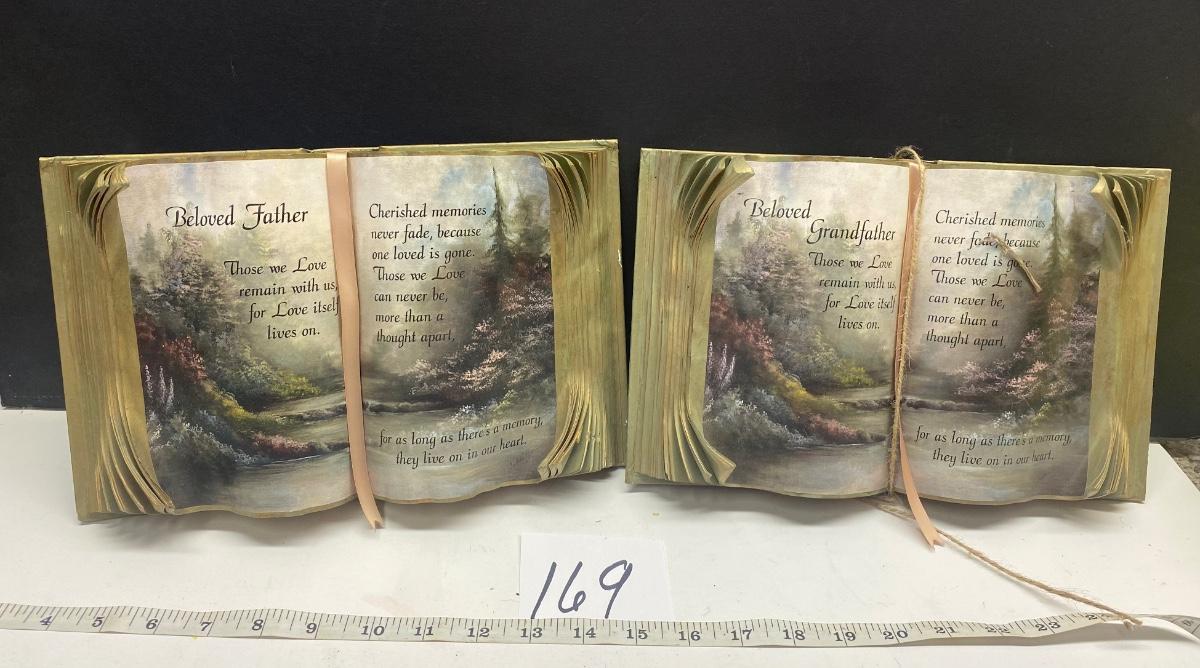 Beloved Father
Those we Love
remain with us,
for Love itself
lives on.
Cherished memories
never fade, because
one loved is gone.
Those we Love
can never be,
more than a
thought apart,
for as long as there's a memory,
they live on in our heart.
Beloved
Grandfather
Those we Love
remain with us,
for Love itself
lives on.
Cherished memories
never fade, because
one loved is gone.
Those we Love
can never be,
more than a
thought apart,
for as long as there's a memory,
they live on in our heart.
169
4 5 6 7 8 9 10 11 12 13 14 15 16 17 18 19 20 21 22 23